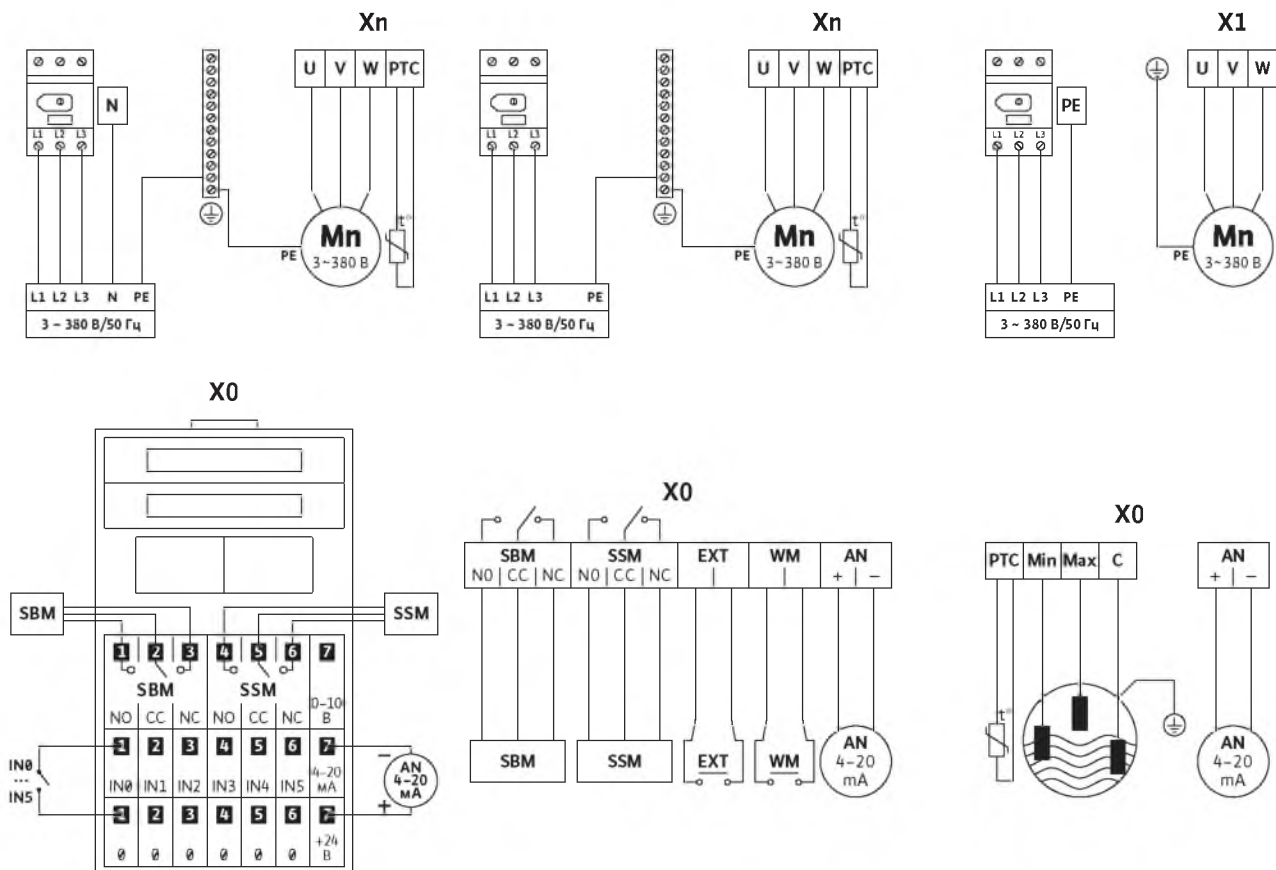 Xn
U V W PTC
N
L1 L2 L3
t°
Mn
3~380 В
PE
L1 L2 L3 N PE
3 ~ 380 В/50 Гц
Xn
U V W PTC
L1 L2 L3
t°
Mn
3~380 В
PE
L1 L2 L3 PE
3 ~ 380 В/50 Гц
X1
U V W
PE
L1 L2 L3
Mn
3~380 В
PE
L1 L2 L3 PE
3 ~ 380 В/50 Гц
X0
SBM SSM
1 2 3 4 5 6 7
SBM SSM
0-10
В
NO CC NC NO CC NC
1 2 3 4 5 6 7
IN0
...
IN5
IN0 IN1 IN2 IN3 IN4 IN5
4-20
мА
−
AN
4-20
мА
+
1 2 3 4 5 6 7
0 0 0 0 0 0
+24
В
X0
SBM SSM EXT WM AN
NO CC NC NO CC NC + −
SBM SSM EXT WM
AN
4-20
mA
X0
PTC Min Max C
AN
+ −
t°
AN
4-20
mA